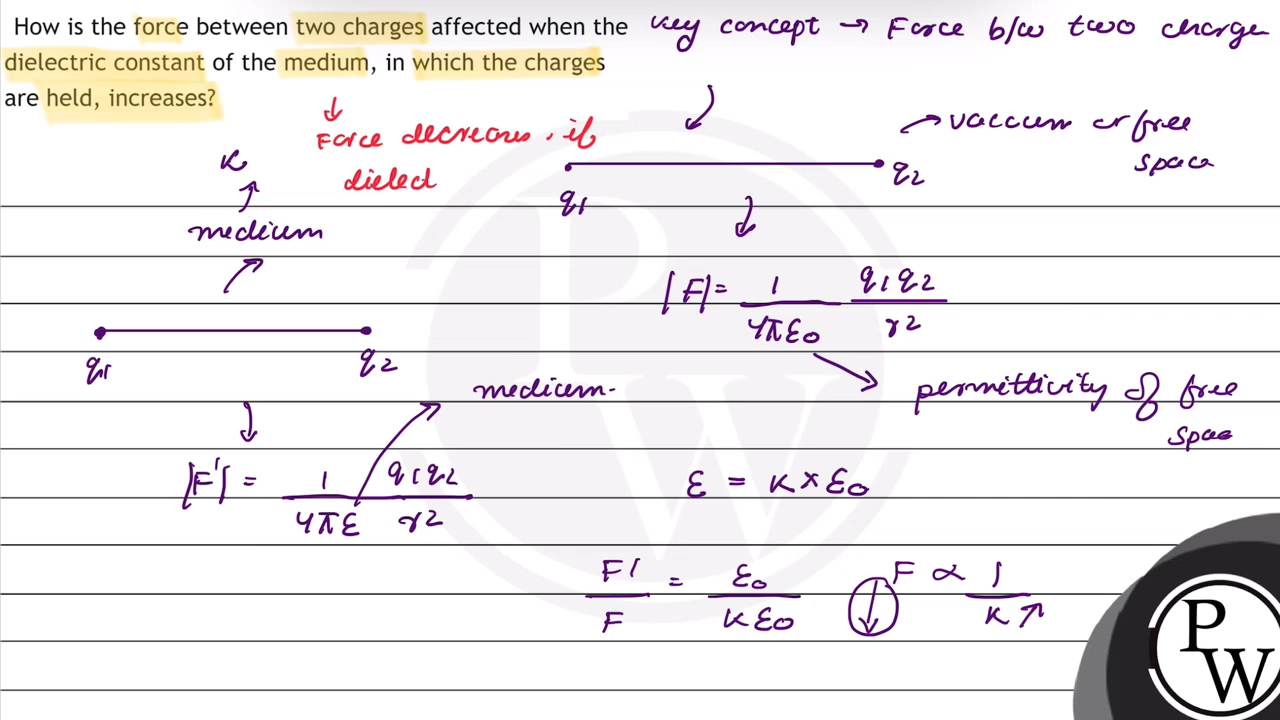 How is the force between two charges affected when the
dielectric constant of the medium, in which the charges
are held, increases?
key concept → Force b/w two charge
↓
Force decreases, if
dielect
→ vaccum or free
space
q1 q2
K
medium
|F| = 1/4πε0 q1q2/r2
permittivity of free
space
q1 q2
medium.
|F'| = 1/4πε q1q2/r2
ε = K × ε0
F'/F = ε0/Kε0
↓ F ∝ 1/K↑
P
W
PW